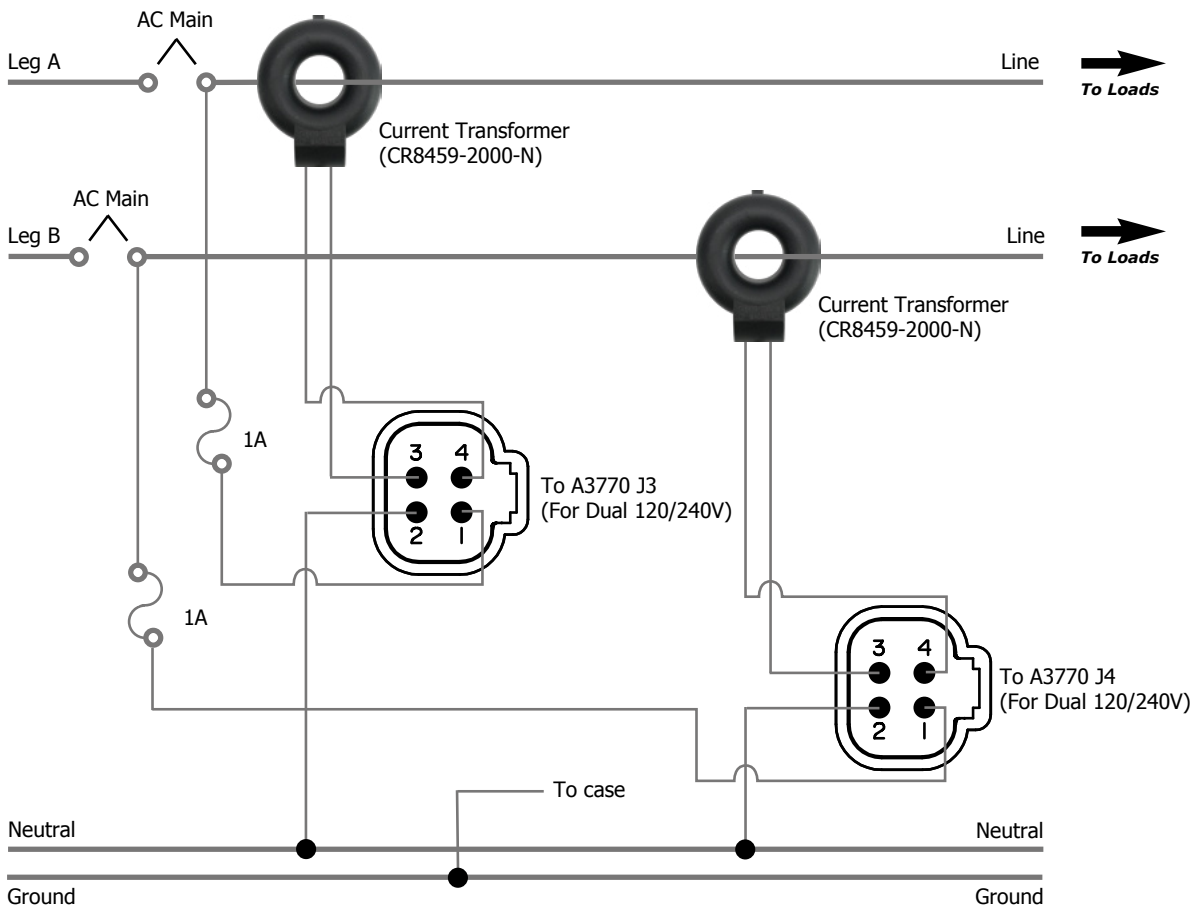 AC Main
Leg A
Line
To Loads
Current Transformer
(CR8459-2000-N)
AC Main
Leg B
Line
To Loads
Current Transformer
(CR8459-2000-N)
1A
3 4
2 1
To A3770 J3
(For Dual 120/240V)
1A
3 4
2 1
To A3770 J4
(For Dual 120/240V)
To case
Neutral
Neutral
Ground
Ground